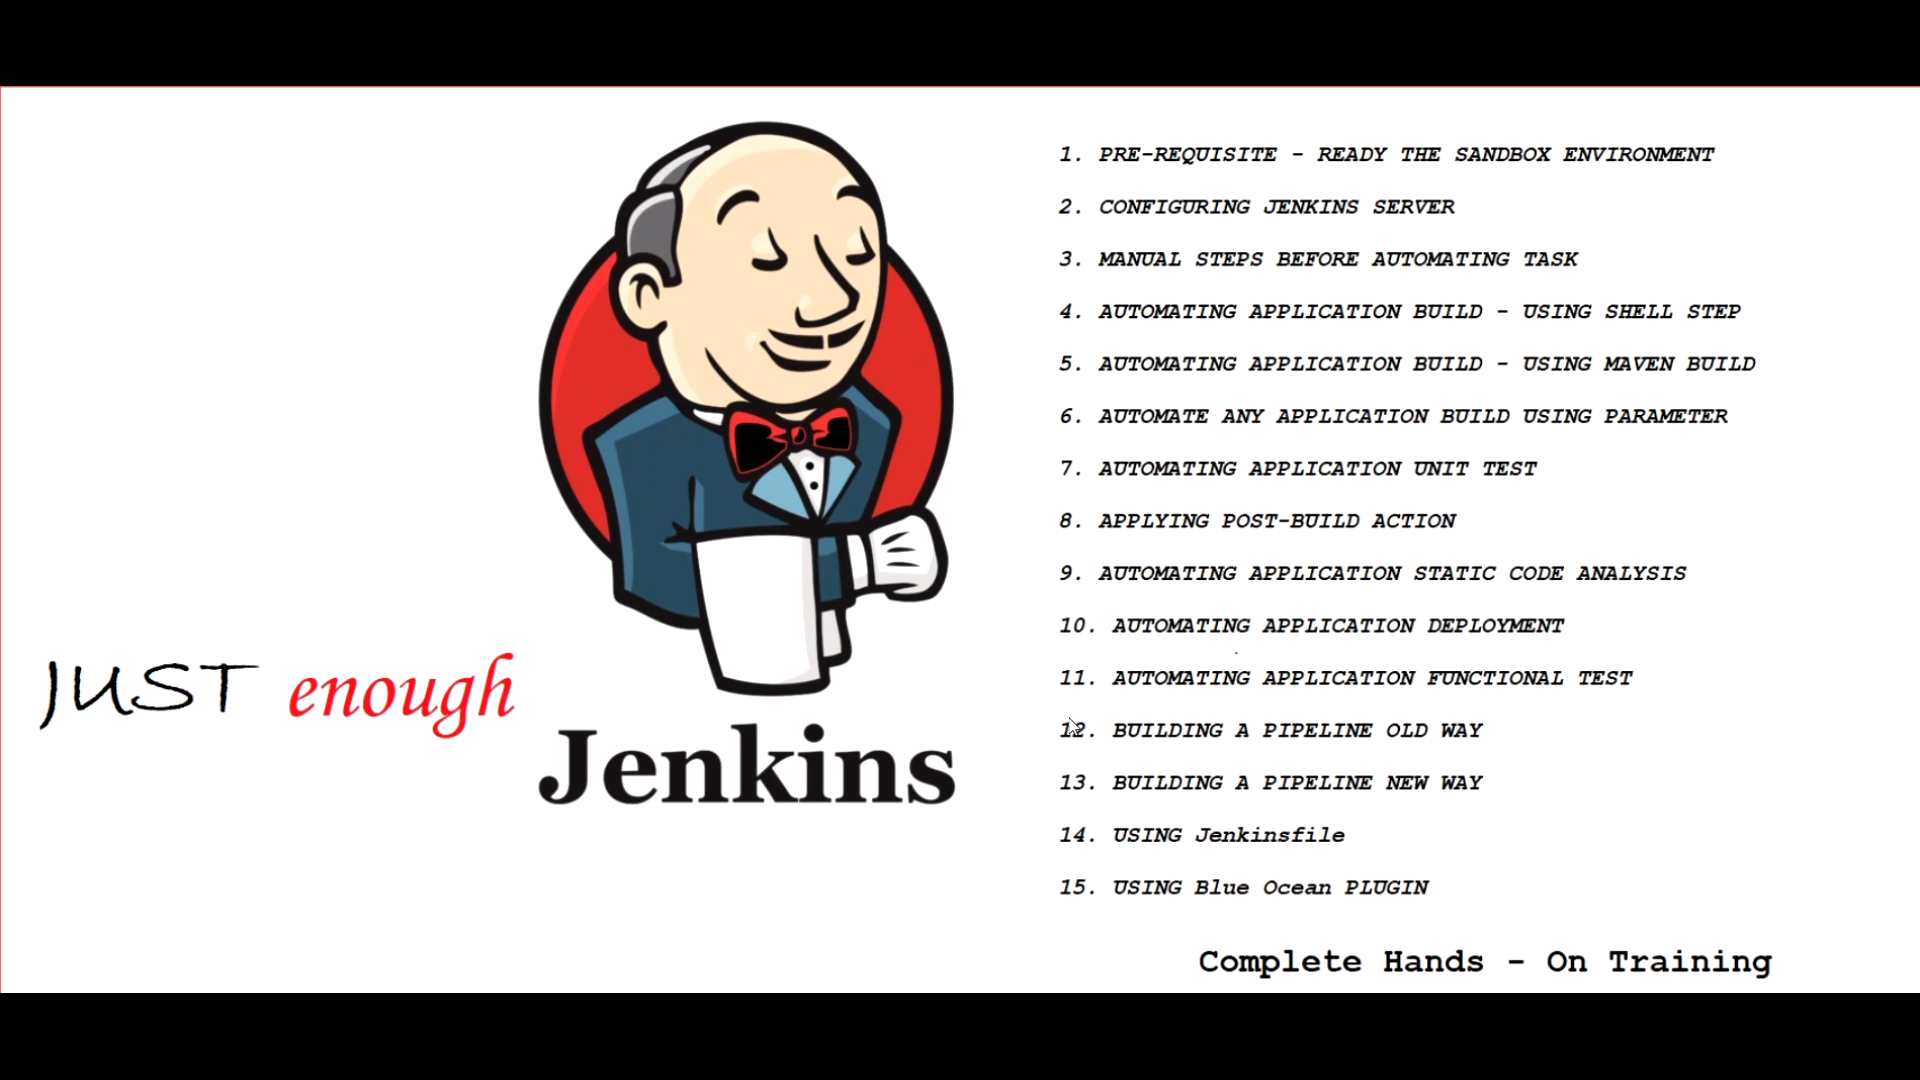 JUST enough
Jenkins
1. PRE-REQUISITE - READY THE SANDBOX ENVIRONMENT
2. CONFIGURING JENKINS SERVER
3. MANUAL STEPS BEFORE AUTOMATING TASK
4. AUTOMATING APPLICATION BUILD - USING SHELL STEP
5. AUTOMATING APPLICATION BUILD - USING MAVEN BUILD
6. AUTOMATE ANY APPLICATION BUILD USING PARAMETER
7. AUTOMATING APPLICATION UNIT TEST
8. APPLYING POST-BUILD ACTION
9. AUTOMATING APPLICATION STATIC CODE ANALYSIS
10. AUTOMATING APPLICATION DEPLOYMENT
11. AUTOMATING APPLICATION FUNCTIONAL TEST
12. BUILDING A PIPELINE OLD WAY
13. BUILDING A PIPELINE NEW WAY
14. USING Jenkinsfile
15. USING Blue Ocean PLUGIN
Complete Hands - On Training